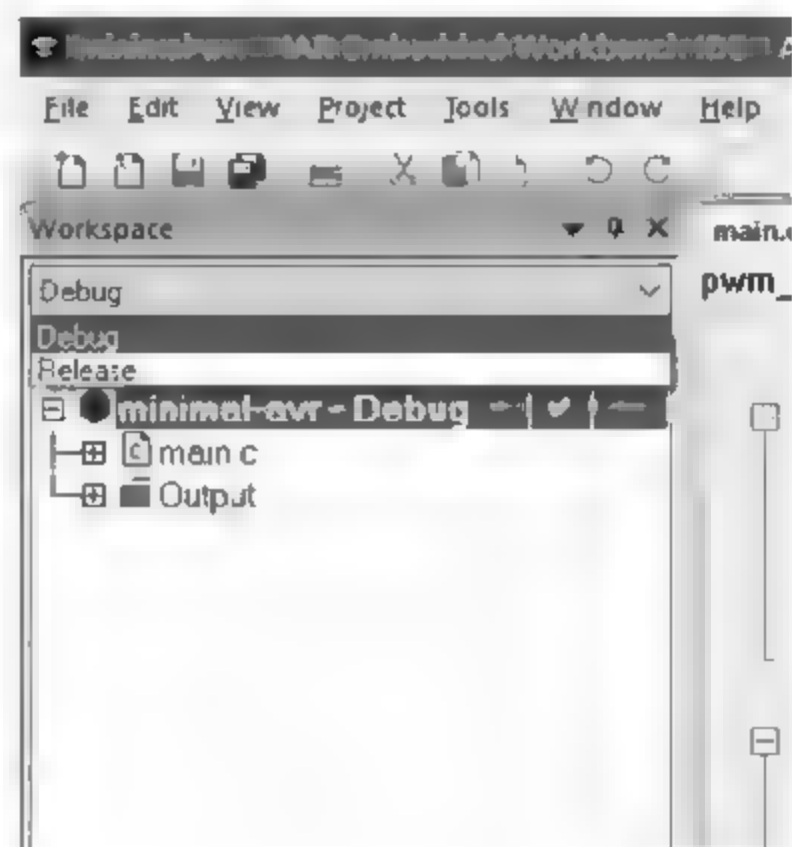 File Edit View Project Tools Window Help
Workspace
main.c
Debug
pwm_
Debug
Release
minimal-avr - Debug
main c
Output